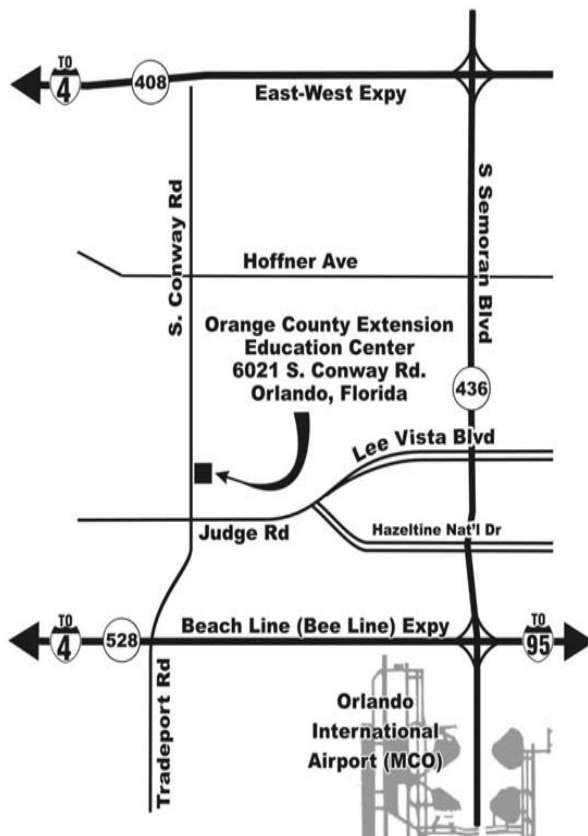 TO
4
408
East-West Expy
S. Conway Rd
S Semoran Blvd
Hoffner Ave
Orange County Extension
Education Center
6021 S. Conway Rd.
Orlando, Florida
436
Lee Vista Blvd
Judge Rd
Hazeltine Nat'l Dr
TO
4
528
Beach Line (Bee Line) Expy
TO
95
Tradeport Rd
Orlando
International
Airport (MCO)